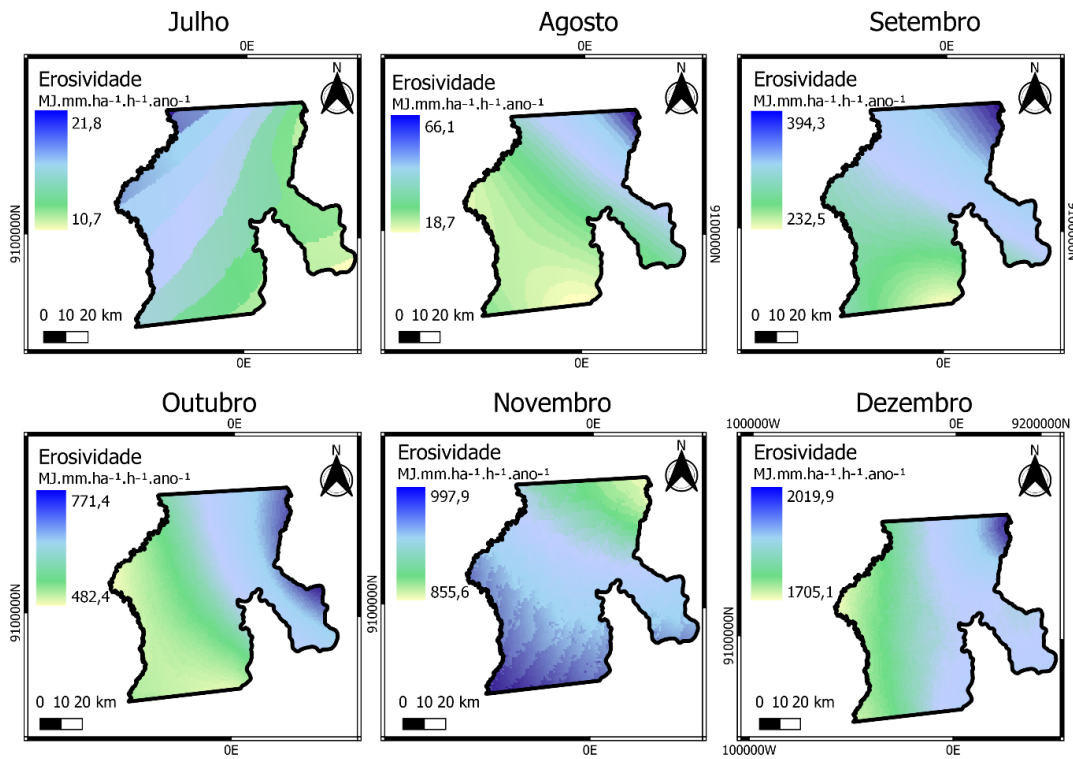 Julho
0E
Erosividade
MJ.mm.ha⁻¹.h⁻¹.ano⁻¹
21,8
10,7
N
9100000N
0 10 20 km
0E
Agosto
0E
Erosividade
MJ.mm.ha⁻¹.h⁻¹.ano⁻¹
66,1
18,7
N
9100000N
0 10 20 km
0E
Setembro
0E
Erosividade
MJ.mm.ha⁻¹.h⁻¹.ano⁻¹
394,3
232,5
N
9100000N
0 10 20 km
0E
Outubro
0E
Erosividade
MJ.mm.ha⁻¹.h⁻¹.ano⁻¹
771,4
482,4
N
9100000N
0 10 20 km
0E
Novembro
0E
Erosividade
MJ.mm.ha⁻¹.h⁻¹.ano⁻¹
997,9
855,6
N
9100000N
0 10 20 km
0E
Dezembro
100000W 0E 9200000N
Erosividade
MJ.mm.ha⁻¹.h⁻¹.ano⁻¹
2019,9
1705,1
N
9100000N
0 10 20 km
100000W 0E